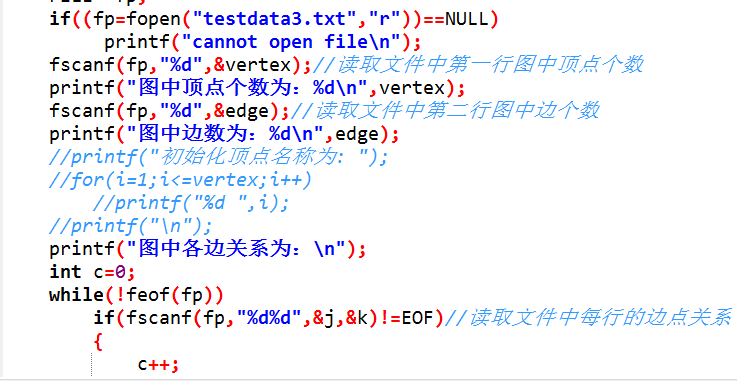 if((fp=fopen("testdata3.txt","r"))==NULL)
printf("cannot open file\n");
fscanf(fp,"%d",&vertex);//读取文件中第一行图中顶点个数
printf("图中顶点个数为：%d\n",vertex);
fscanf(fp,"%d",&edge);//读取文件中第二行图中边个数
printf("图中边数为：%d\n",edge);
//printf("初始化顶点名称为: ");
//for(i=1;i<=vertex;i++)
//printf("%d ",i);
//printf("\n");
printf("图中各边关系为：\n");
int c=0;
while(!feof(fp))
if(fscanf(fp,"%d%d",&j,&k)!=EOF)//读取文件中每行的边点关系
{
c++;